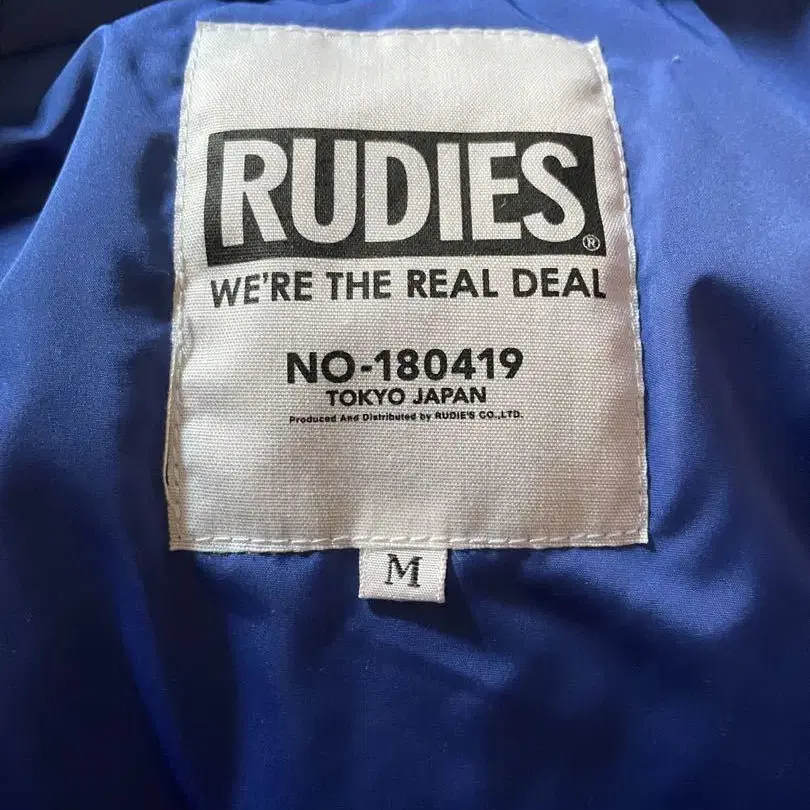 RUDIES®
WE'RE THE REAL DEAL
NO-180419
TOKYO JAPAN
Produced And Distributed by RUDIE'S CO.,LTD.
M